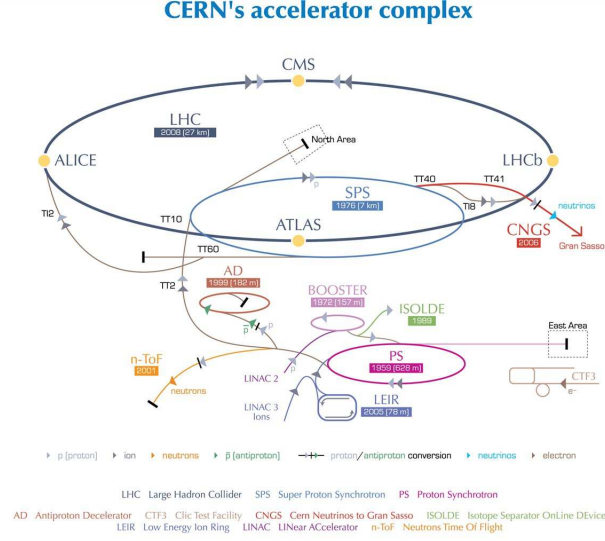 CERN's accelerator complex
CMS
LHC
2008 (27 km)
North Area
ALICE
LHCb
TT40
TT41
SPS
1976 (7 km)
p
TI2
TT10
ATLAS
TI8
neutrinos
CNGS
2006
Gran Sasso
TT60
AD
1999 (182 m)
TT2
BOOSTER
1972 (157 m)
ISOLDE
1989
p
p
East Area
n-ToF
2001
PS
1959 (628 m)
p
LINAC 2
neutrons
CTF3
e-
LINAC 3
Ions
LEIR
2005 (78 m)
p (proton)
ion
neutrons
p (antiproton)
proton/antiproton conversion
neutrinos
electron
LHC Large Hadron Collider SPS Super Proton Synchrotron PS Proton Synchrotron
AD Antiproton Decelerator CTF3 Clic Test Facility CNGS Cern Neutrinos to Gran Sasso ISOLDE Isotope Separator OnLine DEvice
LEIR Low Energy Ion Ring LINAC LINear ACcelerator n-ToF Neutrons Time Of Flight